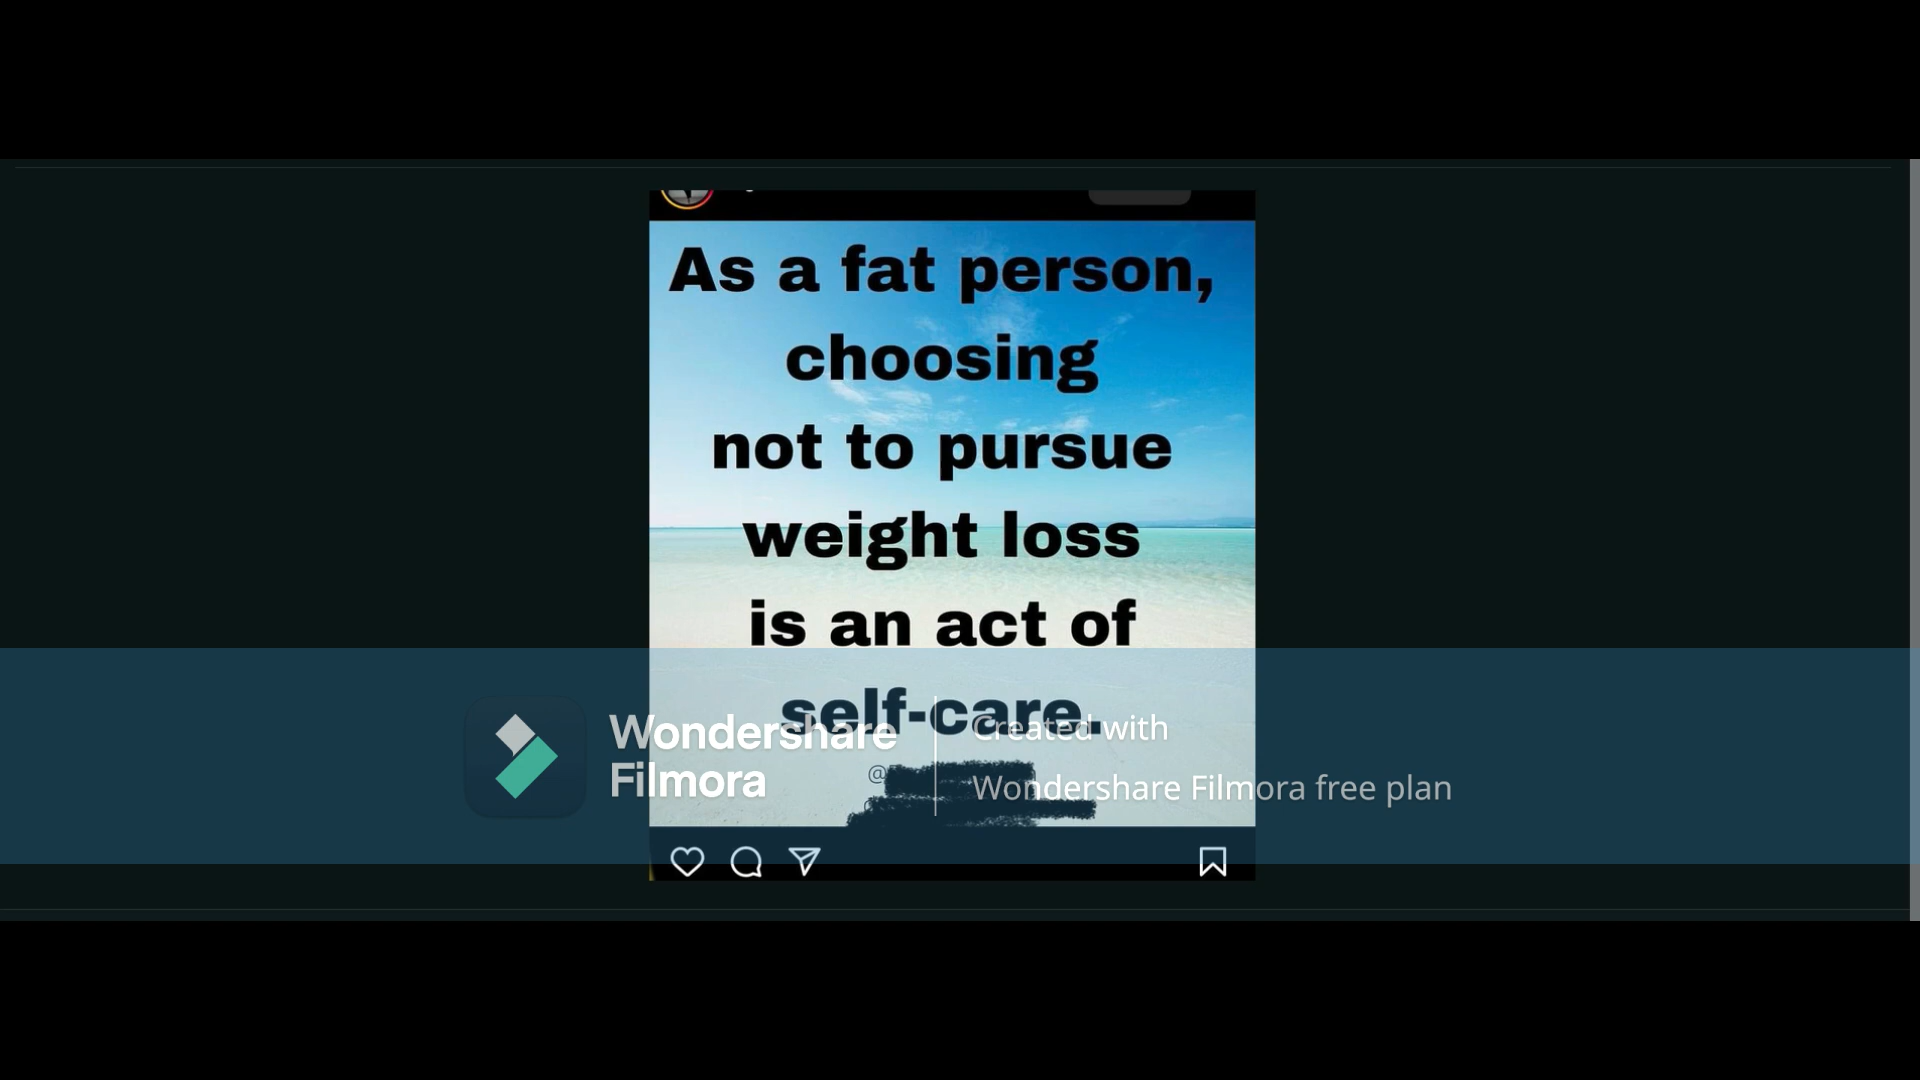 As a fat person,
choosing
not to pursue
weight loss
is an act of
self-care.
@
Wondershare
Filmora
Created with
Wondershare Filmora free plan